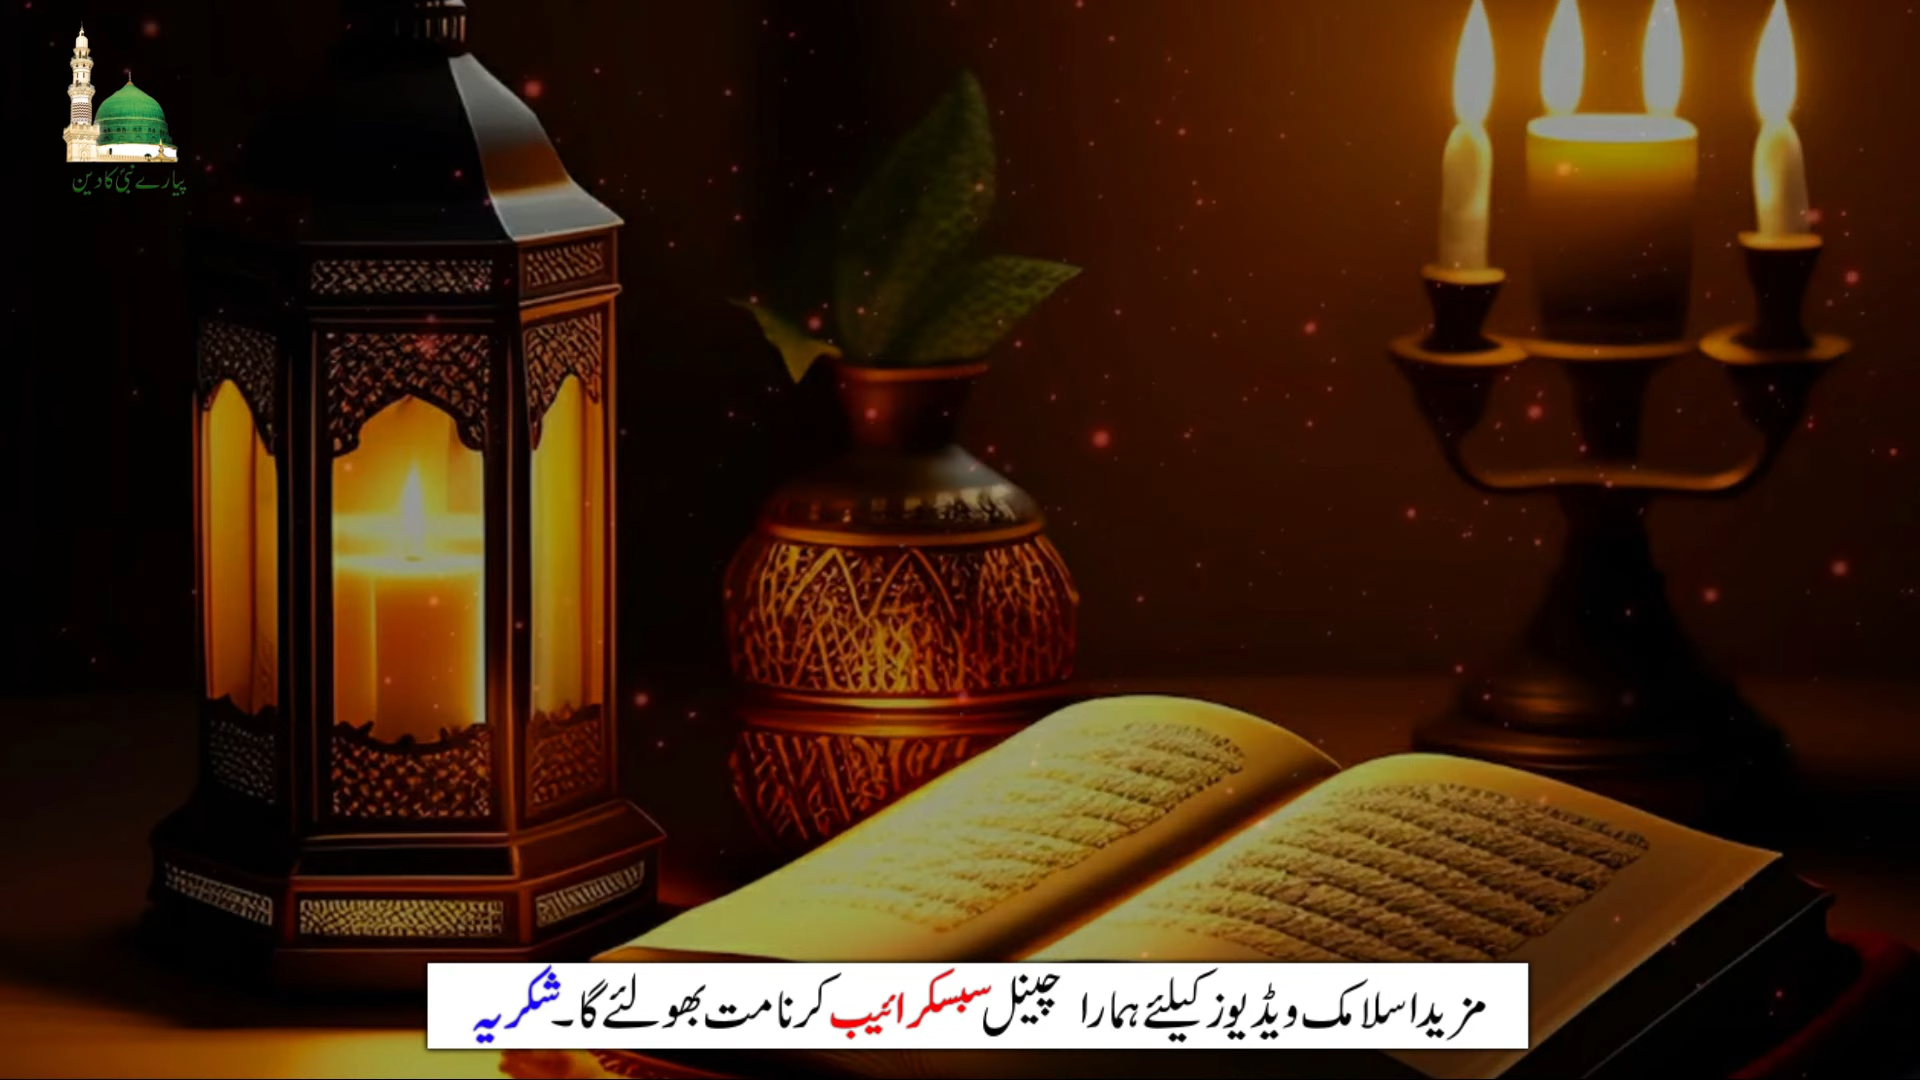 پیارے نبیؐ کا دین
مزید اسلامک ویڈیوز کیلئے ہمارا چینل سبسکرائیب کرنا مت بھولئے گا۔ شکریہ